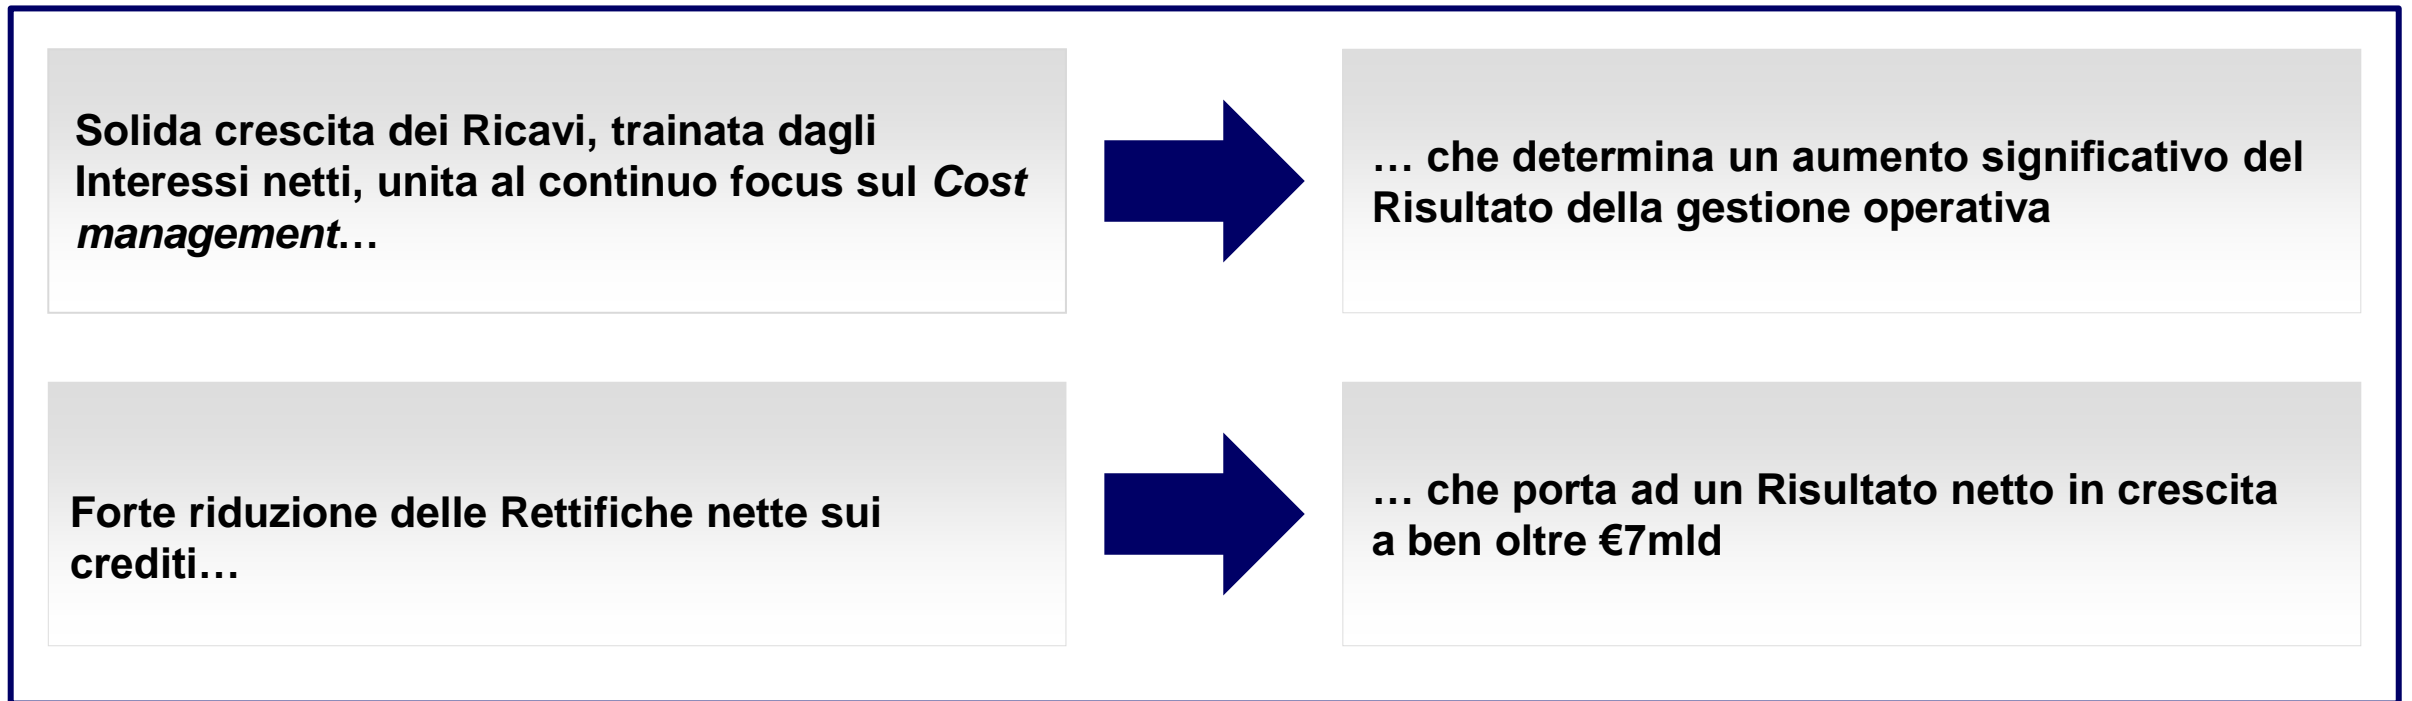 Solida crescita dei Ricavi, trainata dagli
Interessi netti, unita al continuo focus sul Cost
management…
… che determina un aumento significativo del
Risultato della gestione operativa
Forte riduzione delle Rettifiche nette sui
crediti…
… che porta ad un Risultato netto in crescita
a ben oltre €7mld